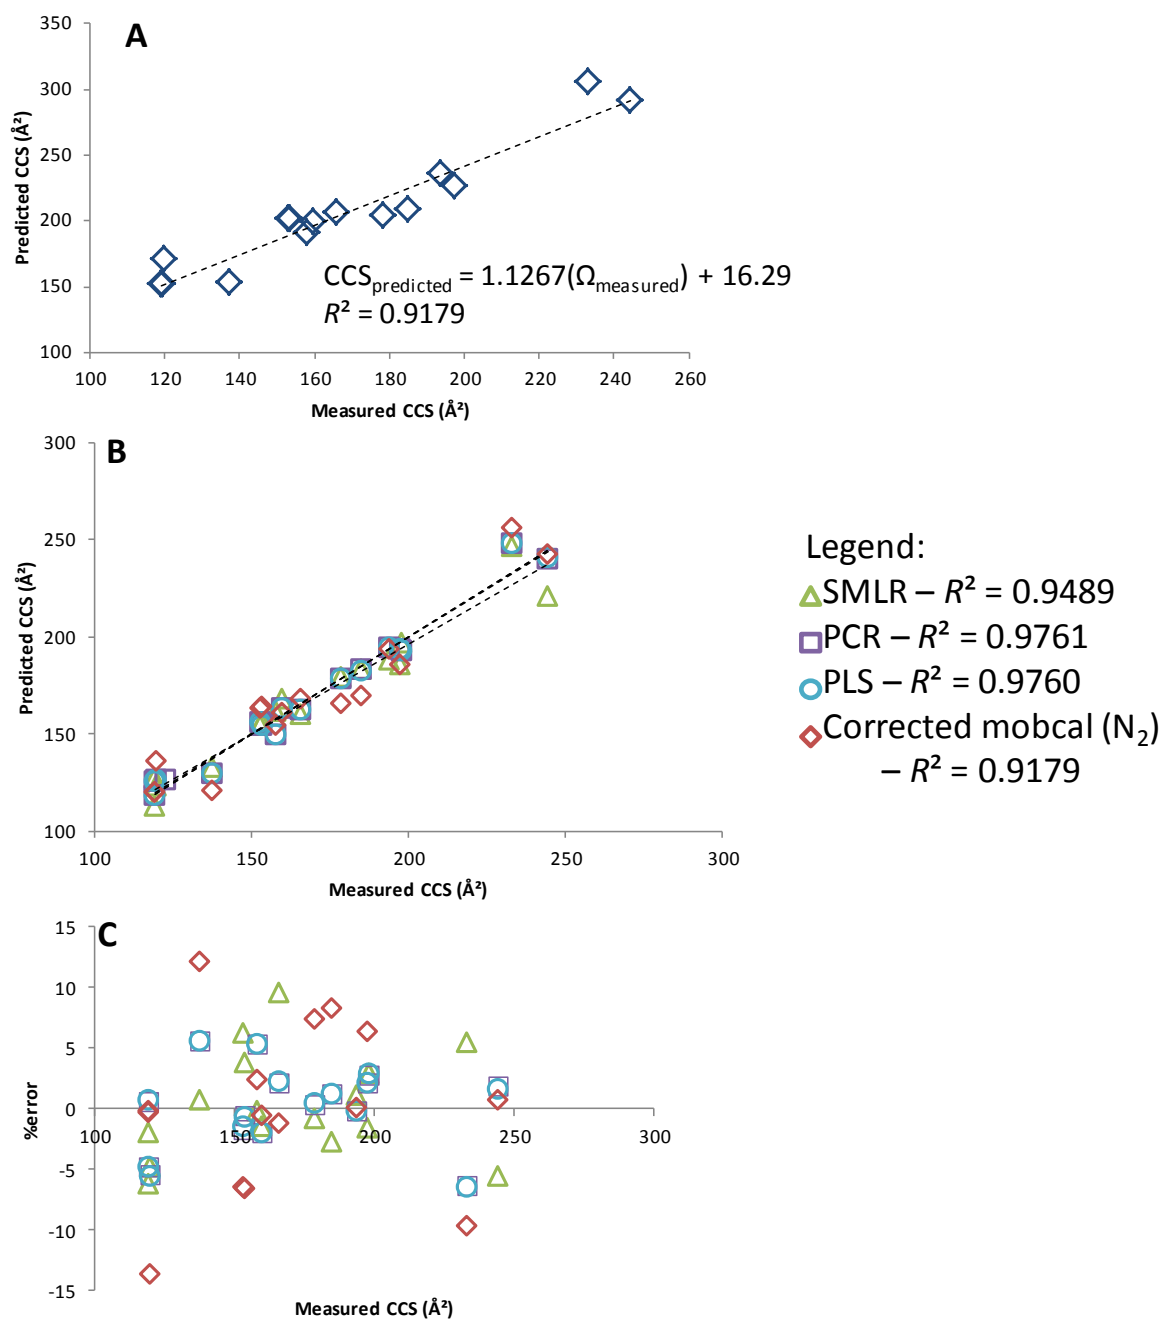 A
350
300
250
200
150
100
Predicted CCS (Å²)
CCSpredicted = 1.1267(Ωmeasured) + 16.29
R² = 0.9179
100 120 140 160 180 200 220 240 260
Measured CCS (Å²)
B
300
250
200
150
100
Predicted CCS (Å²)
100 150 200 250 300
Measured CCS (Å²)
Legend:
SMLR – R² = 0.9489
PCR – R² = 0.9761
PLS – R² = 0.9760
Corrected mobcal (N₂)
– R² = 0.9179
C
15
10
5
0
-5
-10
-15
%error
100 150 200 250 300
Measured CCS (Å²)